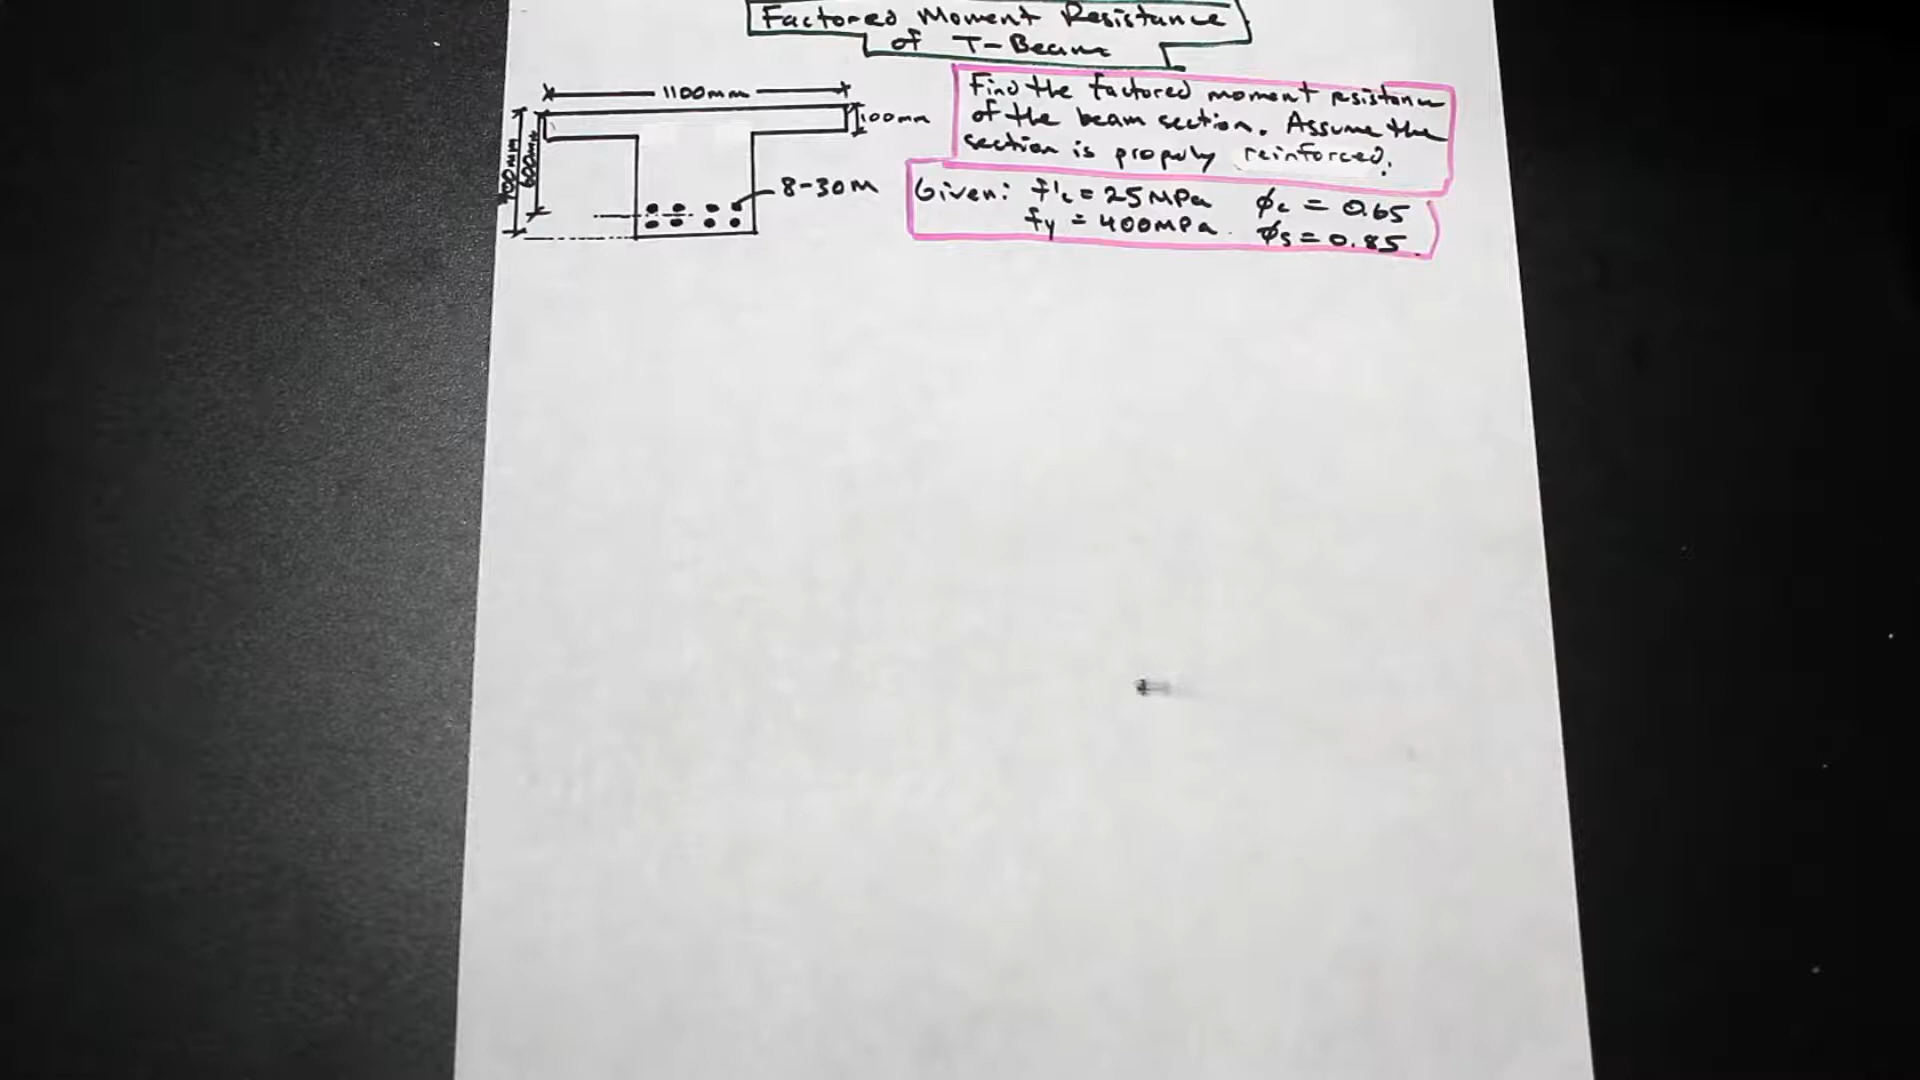 Factored Moment Resistance
of T-Beam
1100mm
100mm
700mm
600mm
8-30M
Find the factored moment resistance
of the beam section. Assume the
section is properly reinforced.
Given: f'c = 25MPa φc = 0.65
fy = 400MPa. φs = 0.85